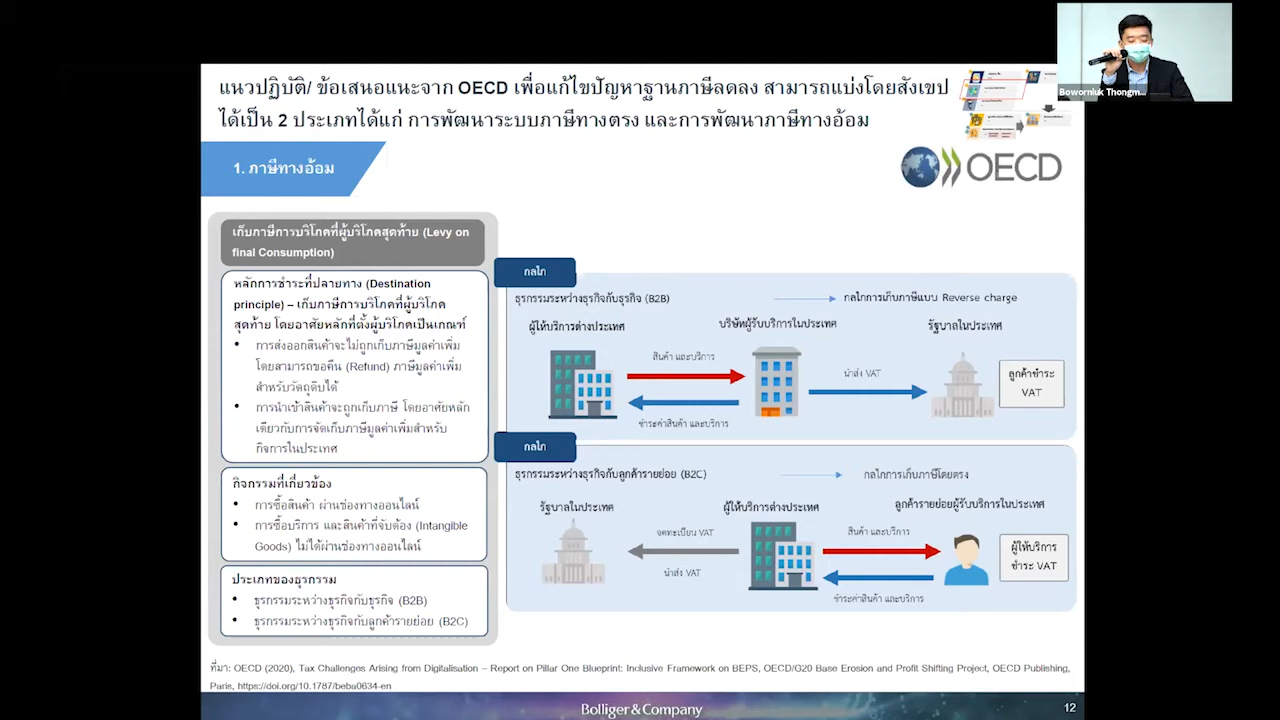 Bowornluk Thongm...
แนวปฏิบัติ/ ข้อเสนอแนะจาก OECD เพื่อแก้ไขปัญหาฐานภาษีลดลง สามารถแบ่งโดยสังเขป
ได้เป็น 2 ประเภทได้แก่ การพัฒนาระบบภาษีทางตรง และการพัฒนาภาษีทางอ้อม
1. ภาษีทางอ้อม
OECD
เก็บภาษีการบริโภคที่ผู้บริโภคสุดท้าย (Levy on
final Consumption)
หลักการชำระที่ปลายทาง (Destination
principle) – เก็บภาษีการบริโภคที่ผู้บริโภค
สุดท้าย โดยอาศัยหลักที่ตั้งผู้บริโภคเป็นเกณฑ์
• การส่งออกสินค้าจะไม่ถูกเก็บภาษีมูลค่าเพิ่ม
โดยสามารถขอคืน (Refund) ภาษีมูลค่าเพิ่ม
สำหรับวัตถุดิบได้
• การนำเข้าสินค้าจะถูกเก็บภาษี โดยอาศัยหลัก
เดียวกับการจัดเก็บภาษีมูลค่าเพิ่มสำหรับ
กิจการในประเทศ
กิจกรรมที่เกี่ยวข้อง
• การซื้อสินค้า ผ่านช่องทางออนไลน์
• การซื้อบริการ และสินค้าที่จับต้อง (Intangible
Goods) ไม่ได้ผ่านช่องทางออนไลน์
ประเภทของธุรกรรม
• ธุรกรรมระหว่างธุรกิจกับธุรกิจ (B2B)
• ธุรกรรมระหว่างธุรกิจกับลูกค้ารายย่อย (B2C)
กลไก
ธุรกรรมระหว่างธุรกิจกับธุรกิจ (B2B)
กลไกการเก็บภาษีแบบ Reverse charge
ผู้ให้บริการต่างประเทศ
บริษัทผู้รับบริการในประเทศ
รัฐบาลในประเทศ
สินค้า และบริการ
นำส่ง VAT
ชำระค่าสินค้า และบริการ
ลูกค้าชำระ
VAT
กลไก
ธุรกรรมระหว่างธุรกิจกับลูกค้ารายย่อย (B2C)
กลไกการเก็บภาษีโดยตรง
รัฐบาลในประเทศ
ผู้ให้บริการต่างประเทศ
ลูกค้ารายย่อยผู้รับบริการในประเทศ
จดทะเบียน VAT
สินค้า และบริการ
นำส่ง VAT
ชำระค่าสินค้า และบริการ
ผู้ให้บริการ
ชำระ VAT
ที่มา: OECD (2020), Tax Challenges Arising from Digitalisation – Report on Pillar One Blueprint: Inclusive Framework on BEPS, OECD/G20 Base Erosion and Profit Shifting Project, OECD Publishing,
Paris, https://doi.org/10.1787/beba0634-en
Bolliger & Company
12